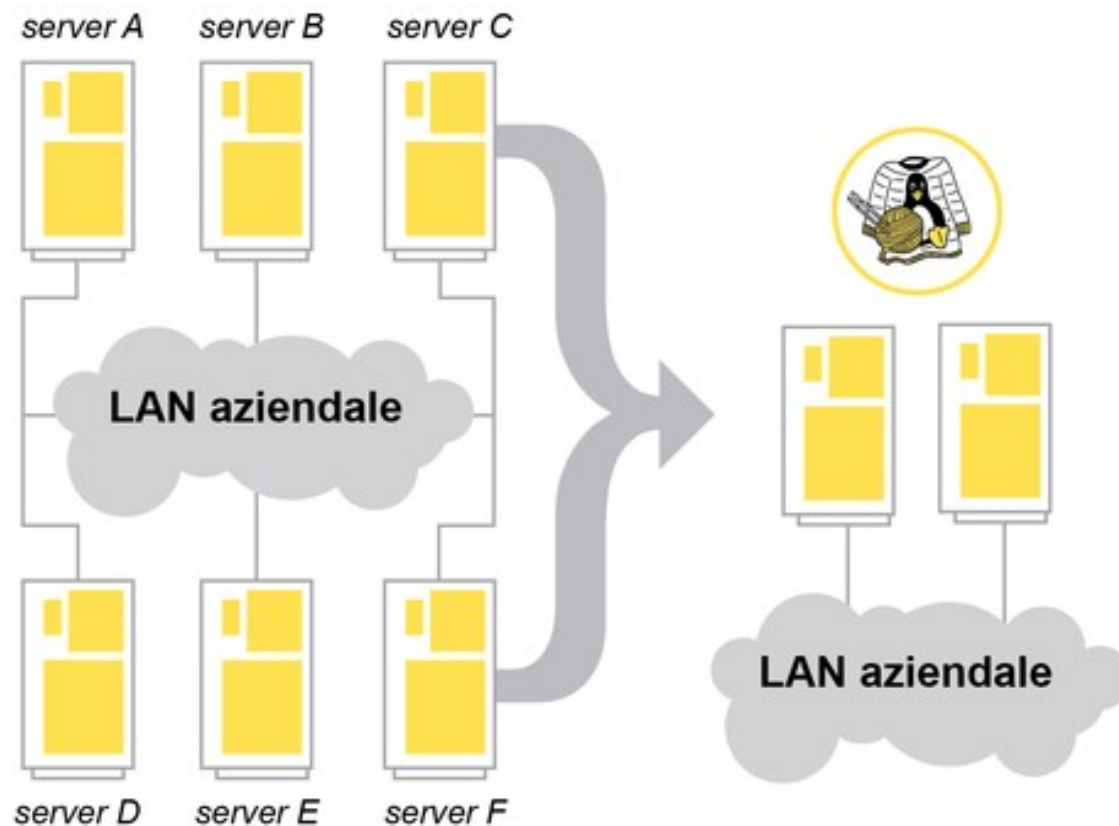 server A
server B
server C
LAN aziendale
LAN aziendale
server D
server E
server F